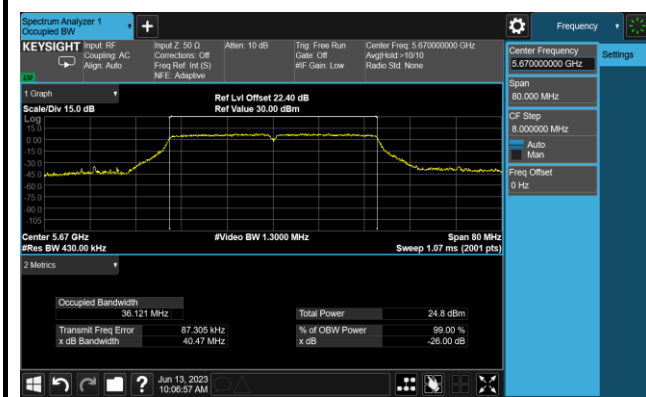 Spectrum Analyzer 1
Occupied BW
+
Frequency
KEYSIGHT
Input: RF
Coupling: AC
Align: Auto
Input Z: 50 Ω
Corrections: Off
Freq Ref: Int (S)
NFE: Adaptive
Atten: 10 dB
Trig: Free Run
Gate: Off
#IF Gain: Low
Center Freq: 5.670000000 GHz
Avg|Hold:>10/10
Radio Std: None
LXI
Center Frequency
5.670000000 GHz
Settings
Span
80.000 MHz
CF Step
8.000000 MHz
Auto
Man
Freq Offset
0 Hz
1 Graph
Scale/Div 15.0 dB
Ref Lvl Offset 22.40 dB
Ref Value 30.00 dBm
Log
15.0
0.00
-15.0
-30.0
-45.0
-60.0
-75.0
-90.0
-105
Center 5.67 GHz
#Res BW 430.00 kHz
#Video BW 1.3000 MHz
Span 80 MHz
Sweep 1.07 ms (2001 pts)
2 Metrics
Occupied Bandwidth
36.121 MHz
Total Power 24.8 dBm
Transmit Freq Error 87.305 kHz
% of OBW Power 99.00 %
x dB Bandwidth 40.47 MHz
x dB -26.00 dB
?
Jun 13, 2023
10:06:57 AM